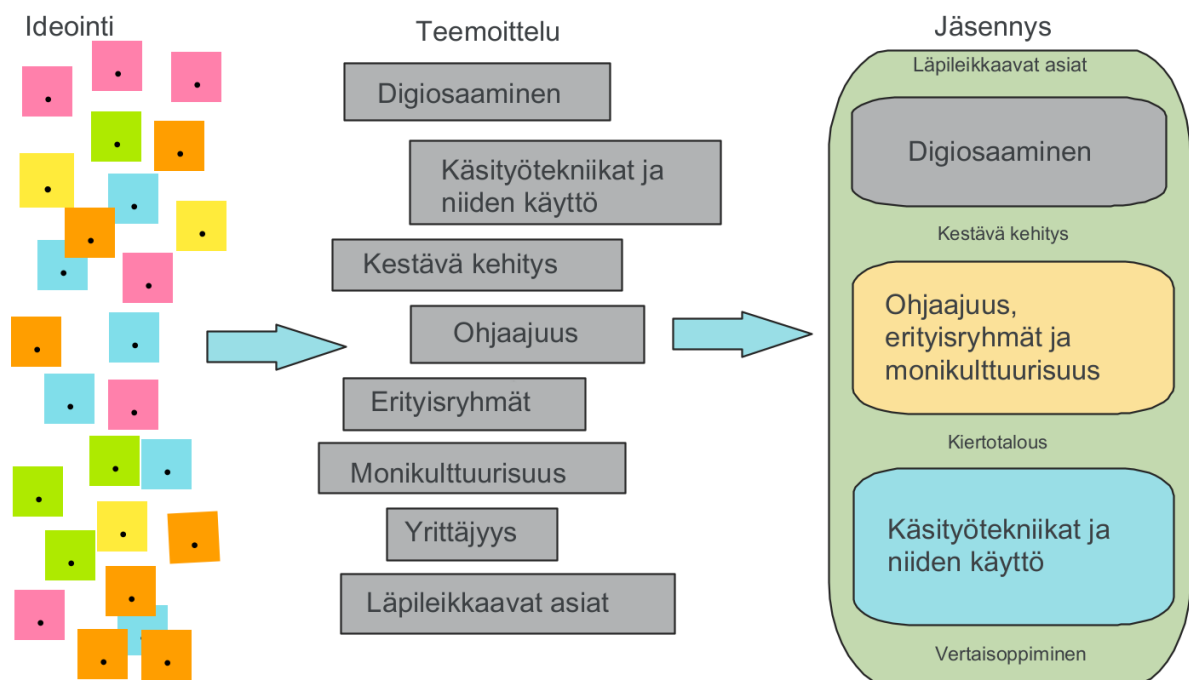 Ideointi
Teemoittelu
Digiosaaminen
Käsityötekniikat ja
niiden käyttö
Kestävä kehitys
Ohjaajuus
Erityisryhmät
Monikulttuurisuus
Yrittäjyys
Läpileikkaavat asiat
Jäsennys
Läpileikkaavat asiat
Digiosaaminen
Kestävä kehitys
Ohjaajuus,
erityisryhmät ja
monikulttuurisuus
Kiertotalous
Käsityötekniikat ja
niiden käyttö
Vertaisoppiminen